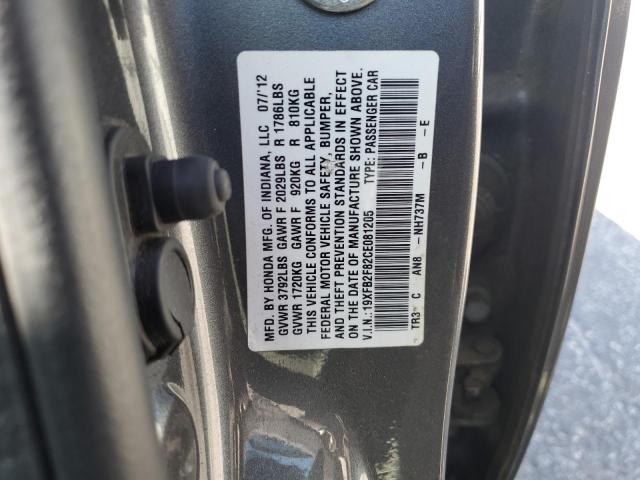 MFD. BY HONDA MFG. OF INDIANA, LLC 07/'12
GVWR 3792LBS GAWR F 2029LBS R 1786LBS
GVWR 1720KG GAWR F 920KG R 810KG
THIS VEHICLE CONFORMS TO ALL APPLICABLE
FEDERAL MOTOR VEHICLE SAFETY, BUMPER,
AND THEFT PREVENTION STANDARDS IN EFFECT
ON THE DATE OF MANUFACTURE SHOWN ABOVE.
V.I.N.: 19XFB2F82CE081205 TYPE: PASSENGER CAR
TR3 C AN8 -NH737M -B -E